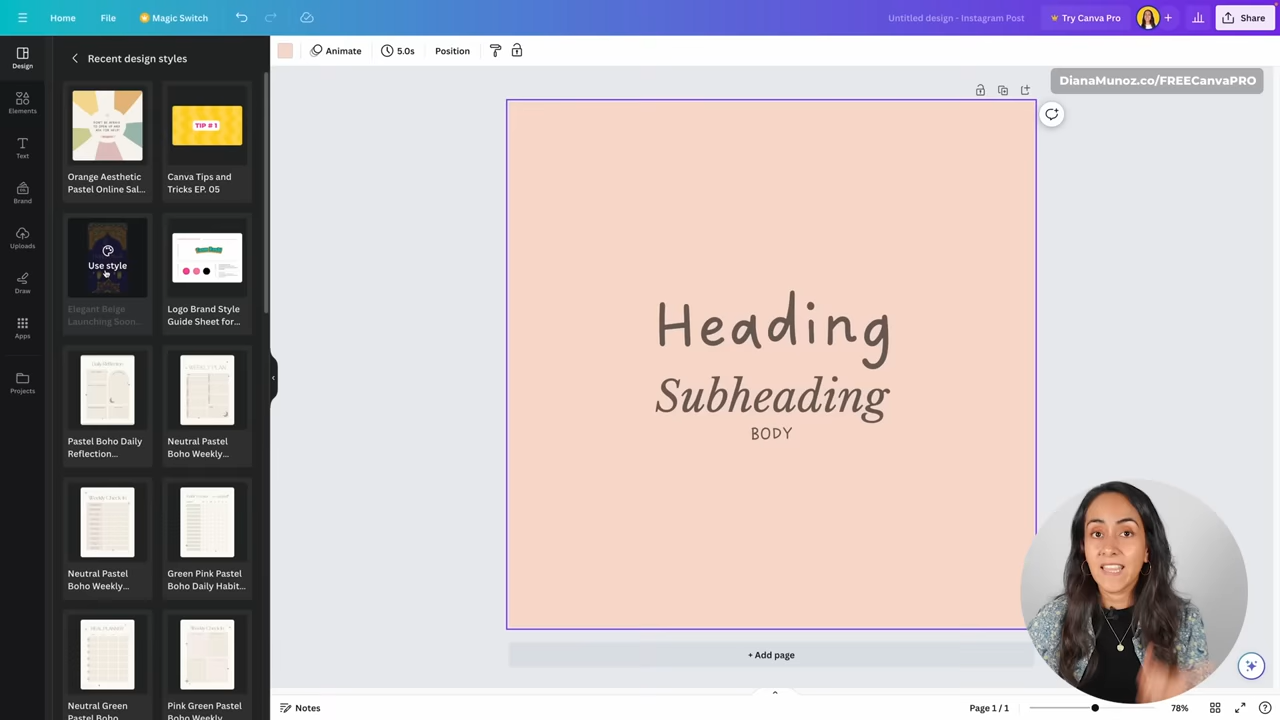 Home
File
Magic Switch
Untitled design - Instagram Post
Try Canva Pro
Share
Design
Elements
Text
Brand
Uploads
Draw
Apps
Projects
Recent design styles
Orange Aesthetic
Pastel Online Sal...
TIP # 1
Canva Tips and
Tricks EP. 05
Use style
Elegant Beige
Launching Soon...
Logo Brand Style
Guide Sheet for...
Pastel Boho Daily
Reflection...
Neutral Pastel
Boho Weekly...
Neutral Pastel
Boho Weekly...
Green Pink Pastel
Boho Daily Habit...
Neutral Green
Pastel Boho
Pink Green Pastel
Boho Weekly
Animate
5.0s
Position
DianaMunoz.co/FREECanvaPRO
Heading
Subheading
BODY
+ Add page
Notes
Page 1 / 1
78%